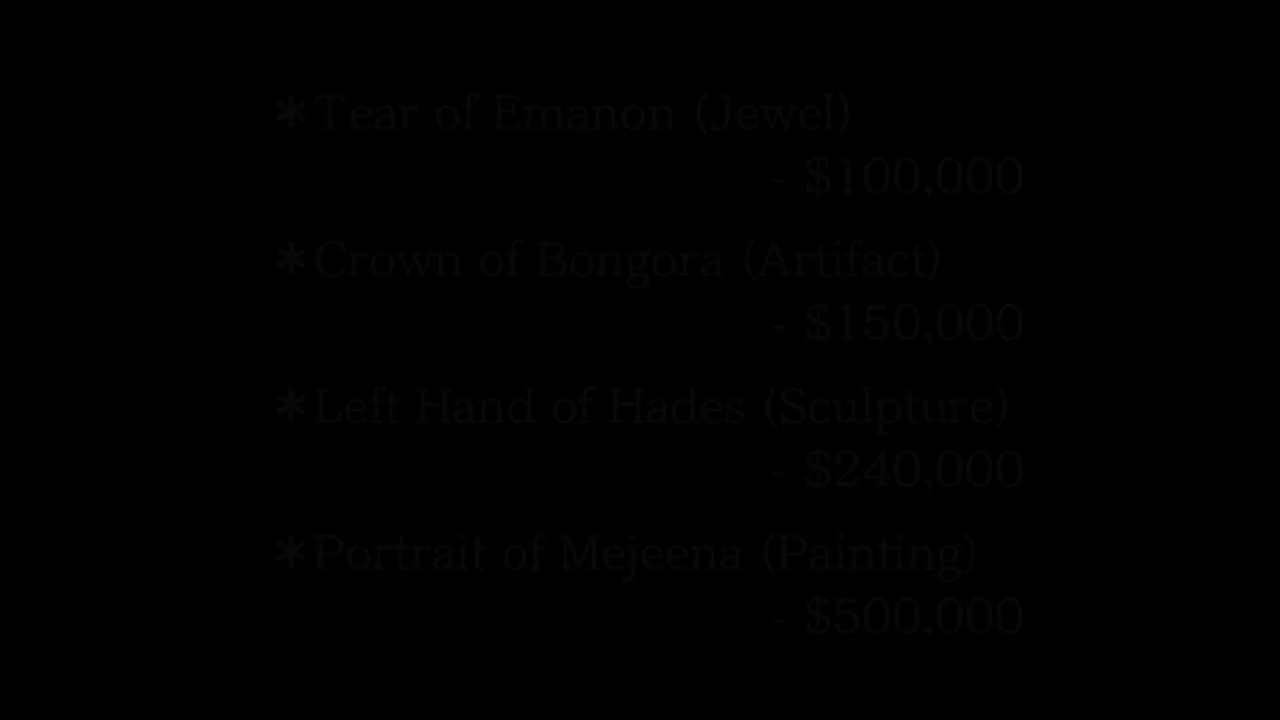 *Tear of Emanon (Jewel)
- $100,000
*Crown of Bongora (Artifact)
- $150,000
*Left Hand of Hades (Sculpture)
- $240,000
*Portrait of Mejeena (Painting)
- $500,000